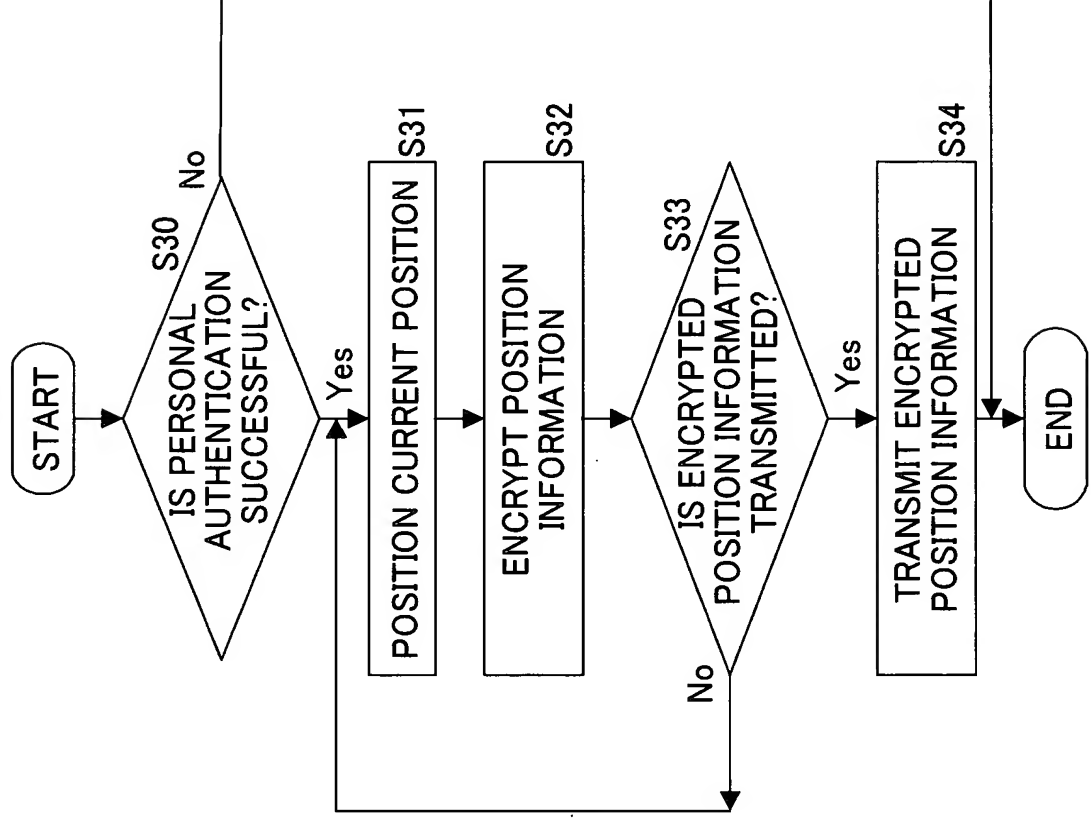 START
S30
No
IS PERSONAL
AUTHENTICATION
SUCCESSFUL?
Yes
S31
POSITION CURRENT POSITION
S32
ENCRYPT POSITION
INFORMATION
S33
IS ENCRYPTED
POSITION INFORMATION
TRANSMITTED?
No
Yes
S34
TRANSMIT ENCRYPTED
POSITION INFORMATION
END